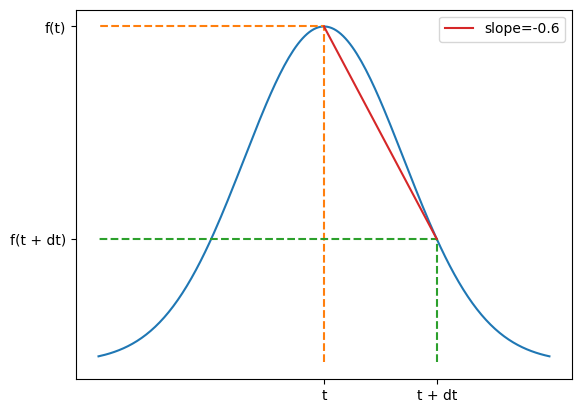 f(t)
slope=-0.6
f(t + dt)
t
t + dt